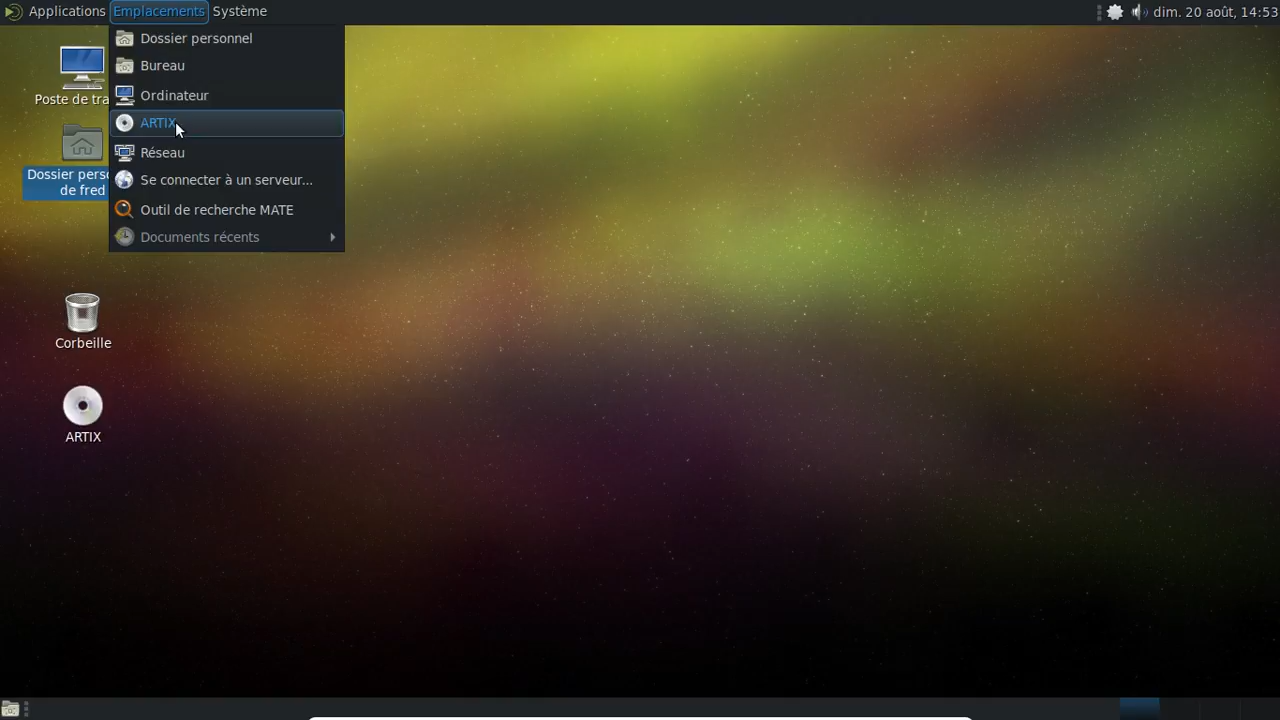 Applications Emplacements Système dim. 20 août, 14:53
Dossier personnel
Bureau
Ordinateur
ARTIX
Réseau
Se connecter à un serveur...
Outil de recherche MATE
Documents récents
Poste de tra
Dossier perso
de fred
Corbeille
ARTIX